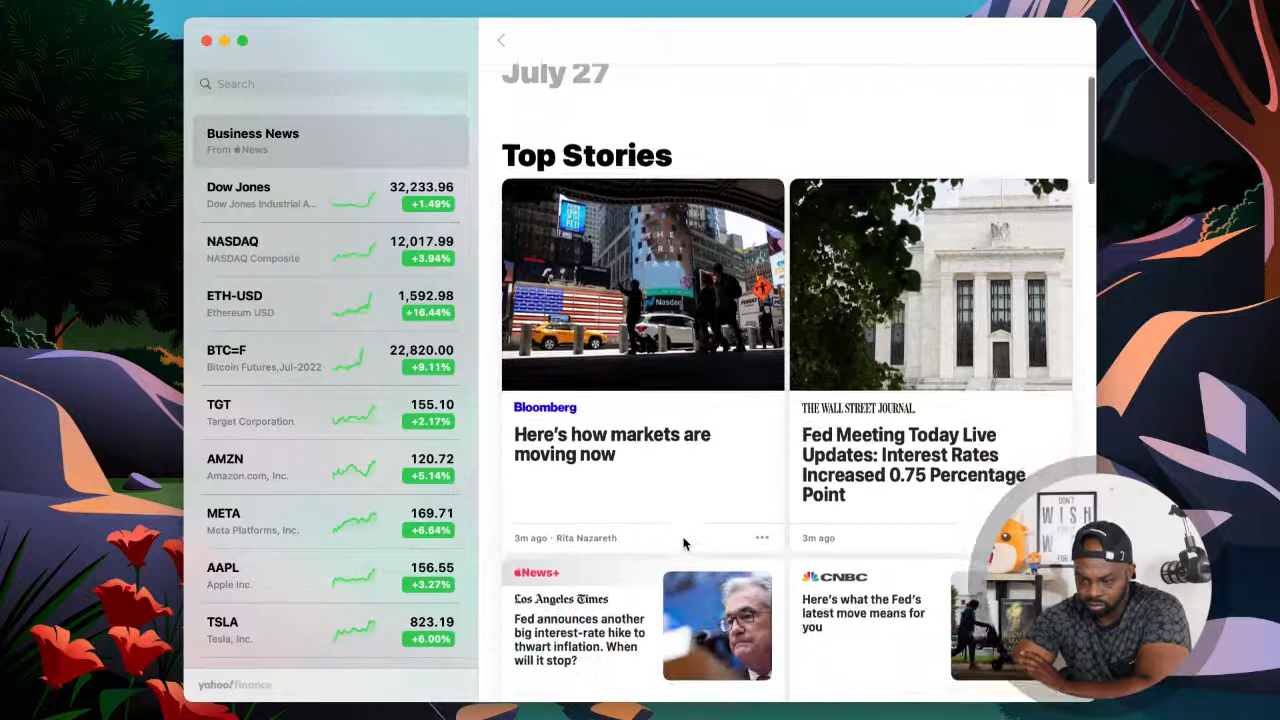 Search
Business News
From News
Dow Jones
32,233.96
Dow Jones Industrial A...
+1.49%
NASDAQ
12,017.99
NASDAQ Composite
+3.94%
ETH-USD
1,592.98
Ethereum USD
+16.44%
BTC=F
22,820.00
Bitcoin Futures,Jul-2022
+9.11%
TGT
155.10
Target Corporation
+2.17%
AMZN
120.72
Amazon.com, Inc.
+5.14%
META
169.71
Meta Platforms, Inc.
+6.64%
AAPL
156.55
Apple Inc.
+3.27%
TSLA
823.19
Tesla, Inc.
+6.00%
yahoo!finance
July 27
Top Stories
Nasdaq
Bloomberg
Here's how markets are
moving now
3m ago · Rita Nazareth
THE WALL STREET JOURNAL.
Fed Meeting Today Live
Updates: Interest Rates
Increased 0.75 Percentage
Point
3m ago
News+
Los Angeles Times
Fed announces another
big interest-rate hike to
thwart inflation. When
will it stop?
CNBC
Here's what the Fed's
latest move means for
you
DON'T
WISH